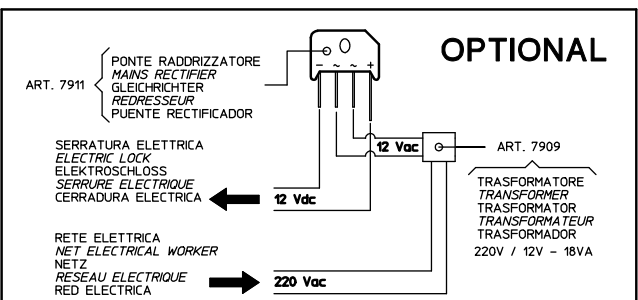 OPTIONAL
PONTE RADDRIZZATORE
MAINS RECTIFIER
ART. 7911
GLEICHRICHTER
REDRESSEUR
PUENTE RECTIFICADOR
- ~ ~ +
12 Vac
ART. 7909
SERRATURA ELETTRICA
ELECTRIC LOCK
ELEKTROSCHLOSS
SERRURE ELECTRIQUE
CERRADURA ELECTRICA
12 Vdc
TRASFORMATORE
TRANSFORMER
TRASFORMATOR
TRANSFORMATEUR
TRASFORMADOR
220V / 12V - 18VA
RETE ELETTRICA
NET ELECTRICAL WORKER
NETZ
RESEAU ELECTRIQUE
RED ELECTRICA
220 Vac